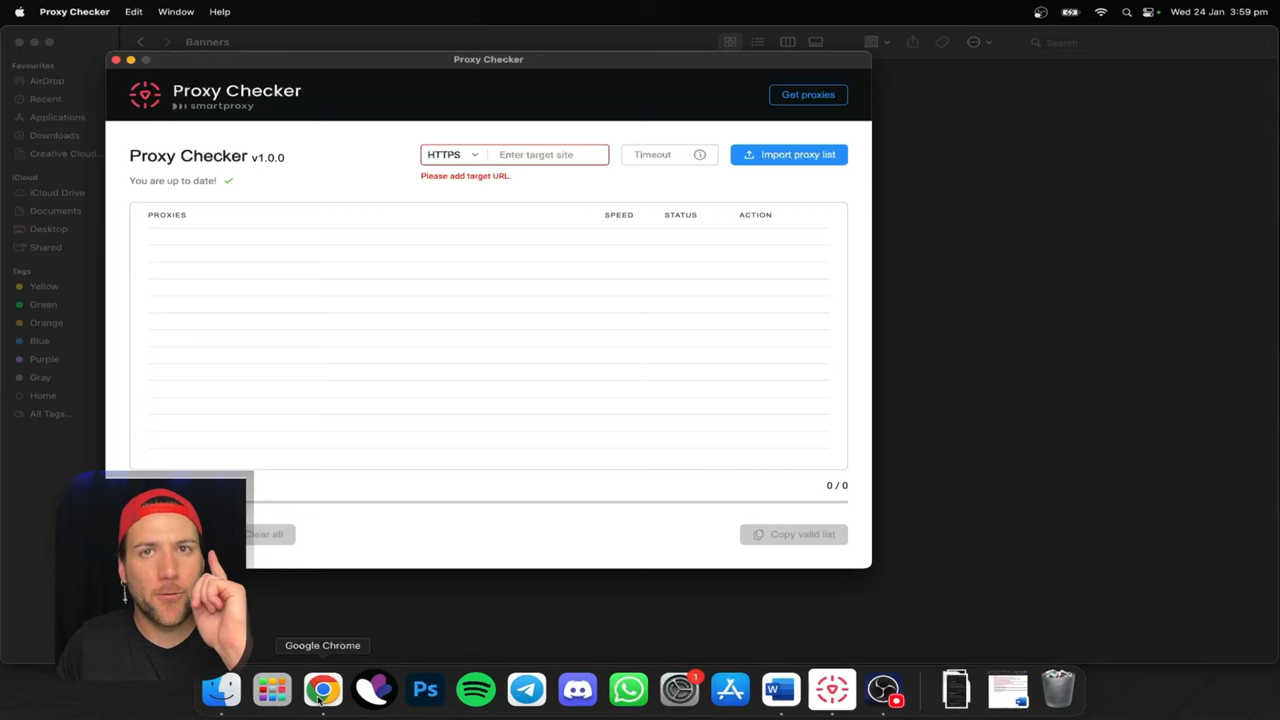 Proxy Checker Edit Window Help
Wed 24 Jan 3:59 pm
Banners
Search
Favourites
AirDrop
Recent
Applications
Downloads
Creative Cloud...
iCloud
iCloud Drive
Documents
Desktop
Shared
Tags
Yellow
Green
Orange
Blue
Purple
Gray
Home
All Tags...
Proxy Checker
Proxy Checker
smartproxy
Get proxies
Proxy Checker v1.0.0
You are up to date!
HTTPS
Enter target site
Timeout
Import proxy list
Please add target URL.
PROXIES SPEED STATUS ACTION
0 / 0
Clear all
Copy valid list
Google Chrome
Ps
W
1